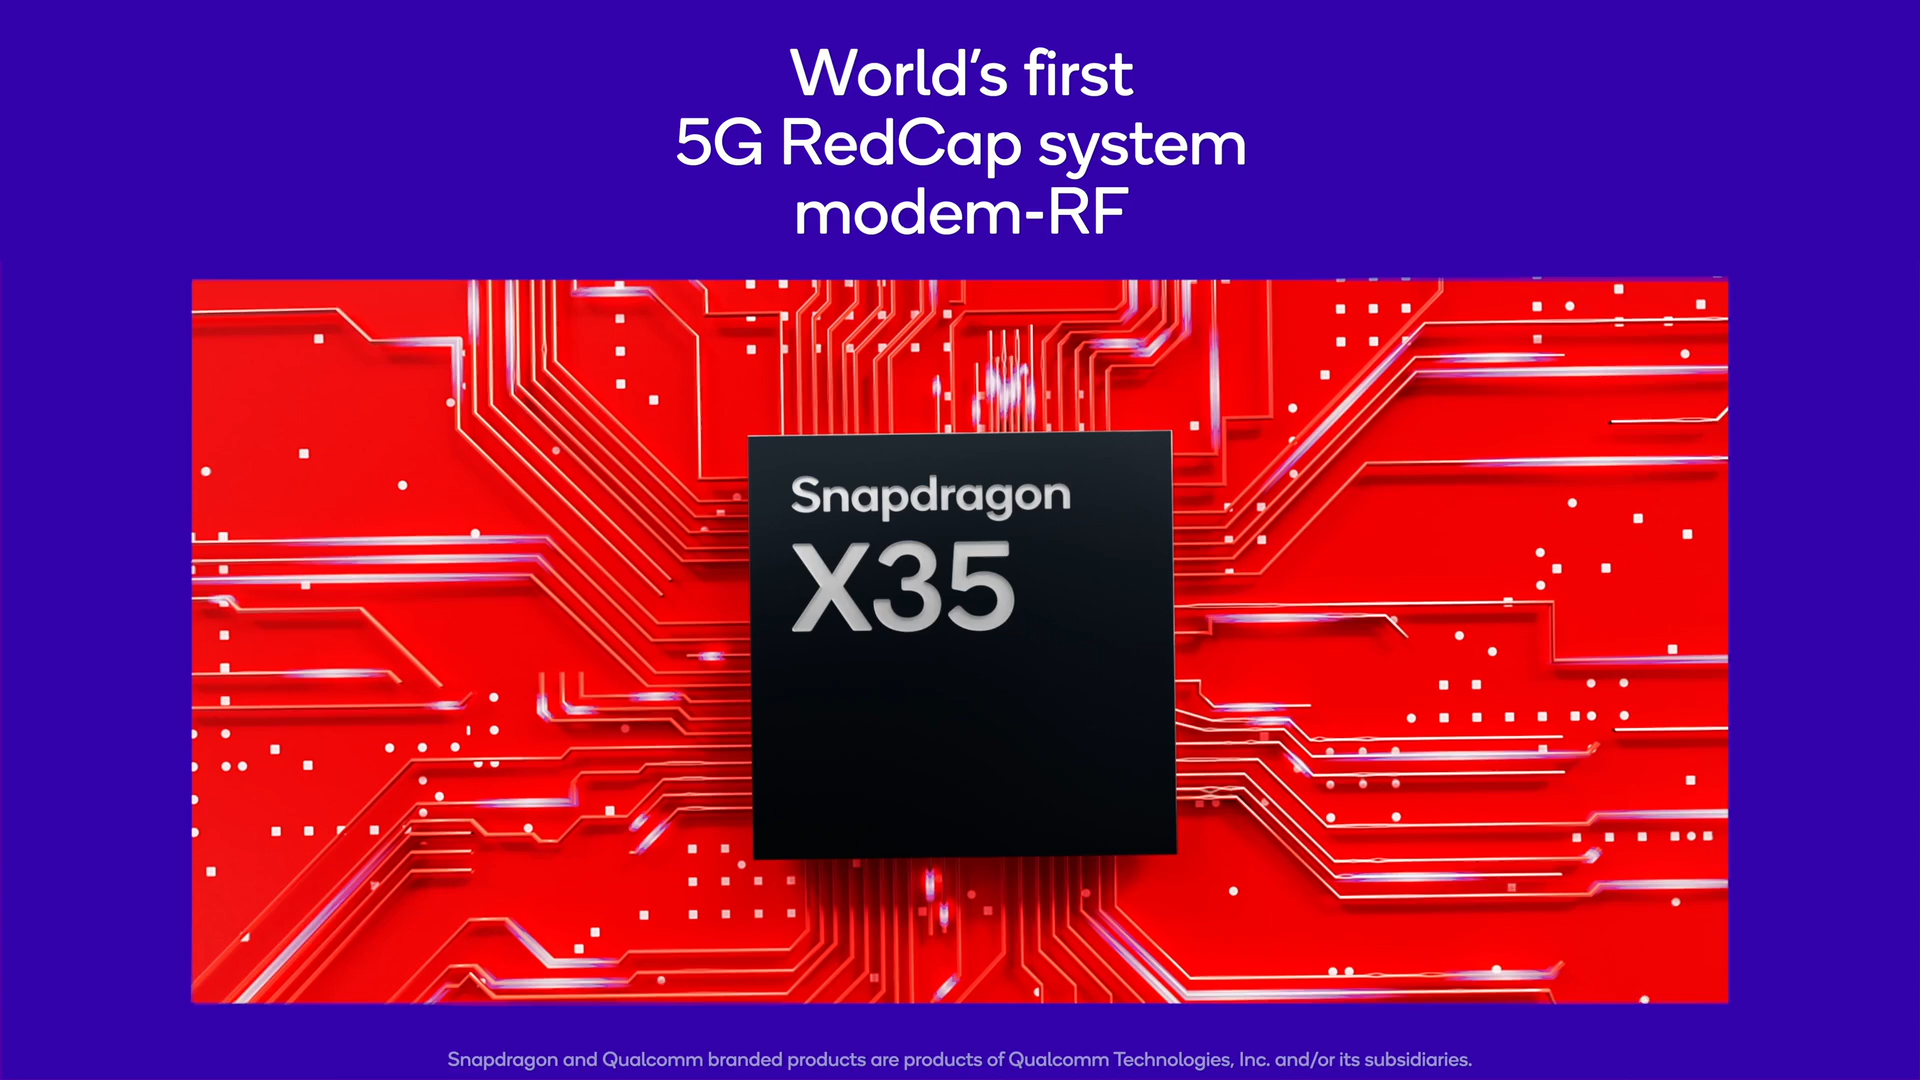 World’s first
5G RedCap system
modem-RF
Snapdragon
X35
Snapdragon and Qualcomm branded products are products of Qualcomm Technologies, Inc. and/or its subsidiaries.